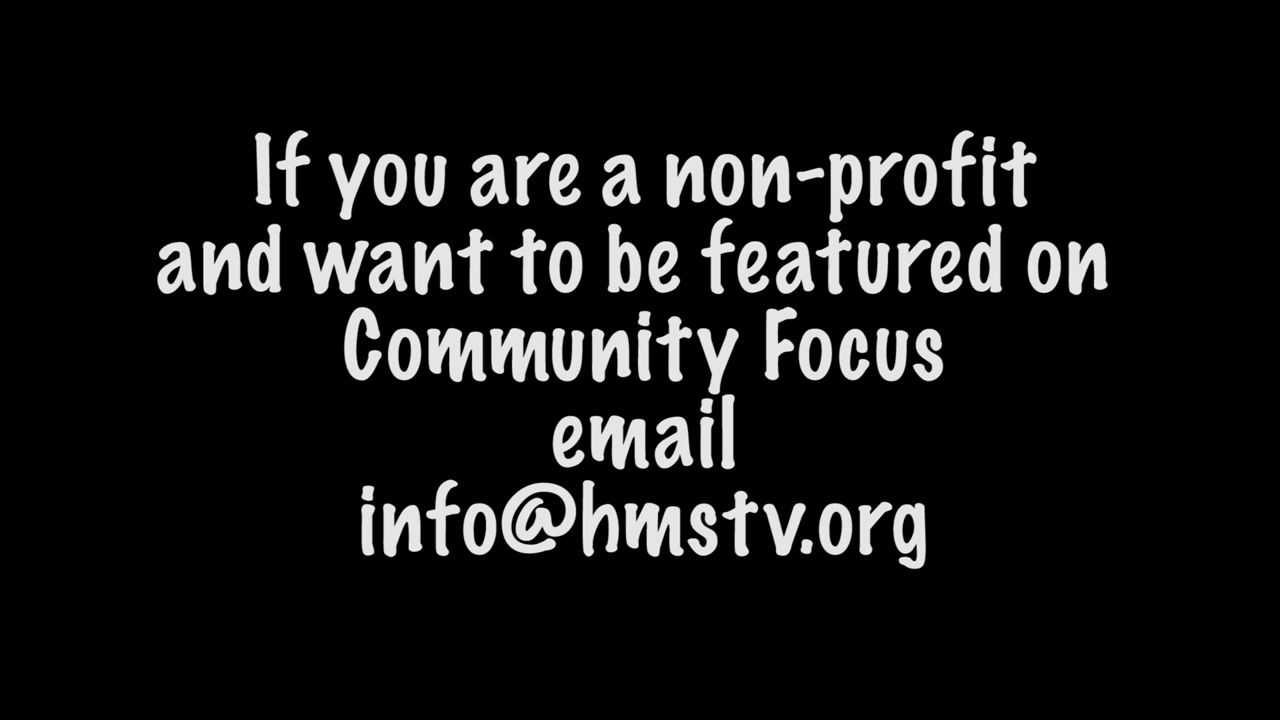 If you are a non-profit
and want to be featured on
Community Focus
email
info@hmstv.org